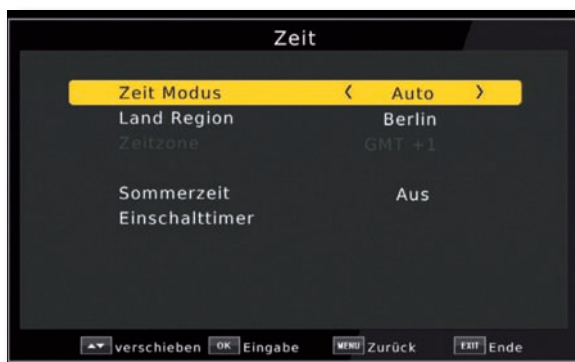 Zeit
Zeit Modus Auto
Land Region Berlin
Zeitzone GMT +1
Sommerzeit Aus
Einschalttimer
verschieben OK Eingabe MENU Zurück EXIT Ende